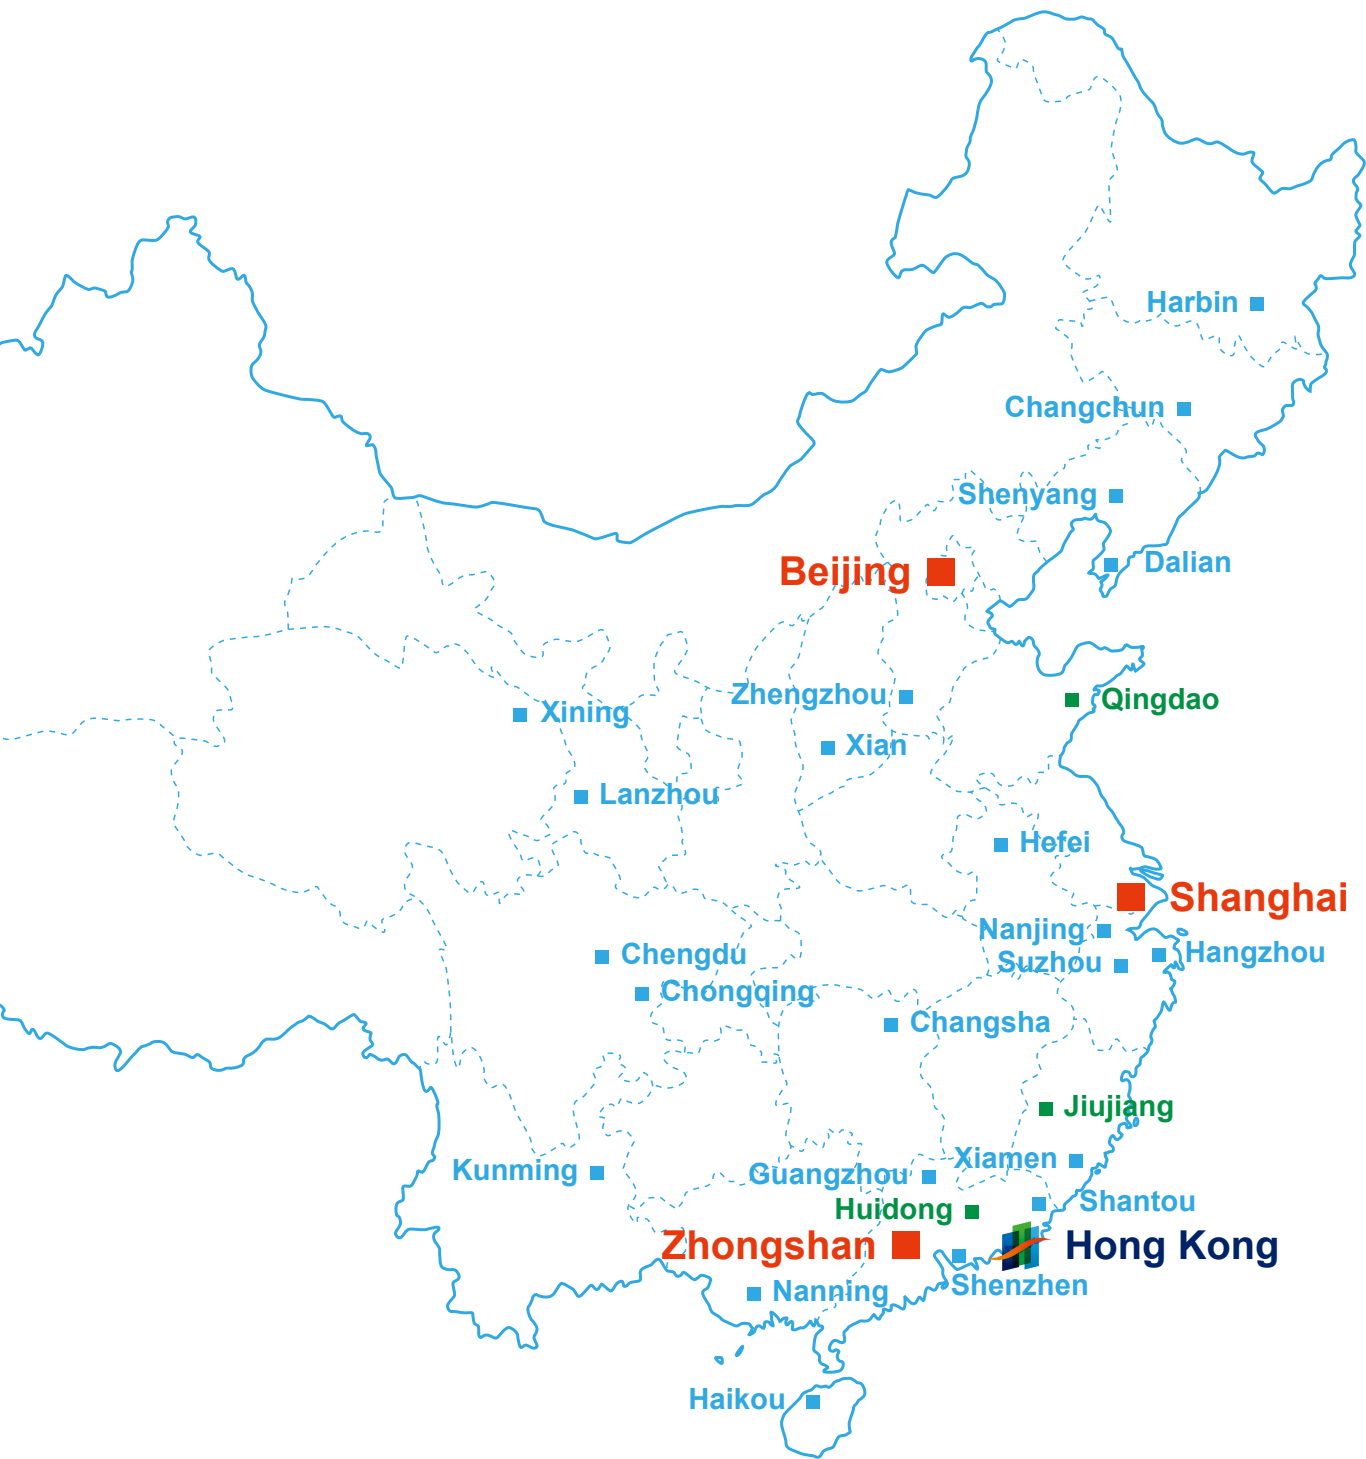 Harbin
Changchun
Shenyang
Dalian
Beijing
Zhengzhou
Qingdao
Xining
Xian
Lanzhou
Hefei
Shanghai
Nanjing
Hangzhou
Suzhou
Chengdu
Chongqing
Changsha
Jiujiang
Xiamen
Kunming
Guangzhou
Shantou
Huidong
Zhongshan
Hong Kong
Shenzhen
Nanning
Haikou